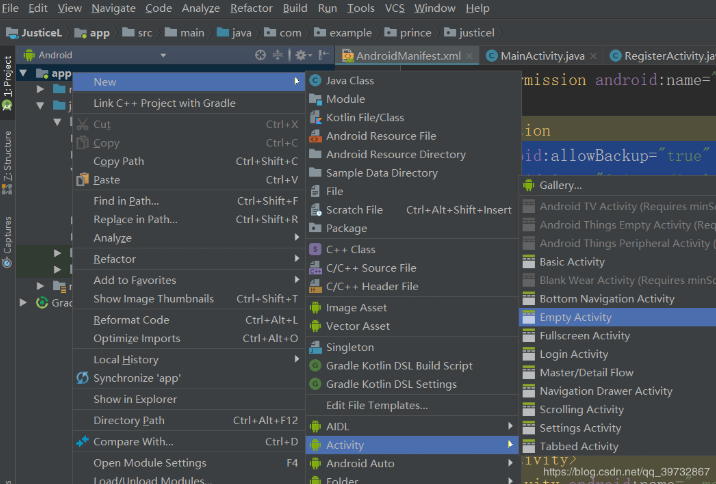 File Edit View Navigate Code Analyze Refactor Build Run Tools VCS Window Help
JusticeL app src main java com example prince justicel
Android
AndroidManifest.xml MainActivity.java RegisterActivity.java
1: Project
7: Structure
Captures
app
Grad
New
Link C++ Project with Gradle
Cut Ctrl+X
Copy Ctrl+C
Copy Path Ctrl+Shift+C
Paste Ctrl+V
Find in Path... Ctrl+Shift+F
Replace in Path... Ctrl+Shift+R
Analyze
Refactor
Add to Favorites
Show Image Thumbnails Ctrl+Shift+T
Reformat Code Ctrl+Alt+L
Optimize Imports Ctrl+Alt+O
Local History
Synchronize 'app'
Show in Explorer
Directory Path Ctrl+Alt+F12
Compare With... Ctrl+D
Open Module Settings F4
Load/Unload Modules...
Java Class
Module
Kotlin File/Class
Android Resource File
Android Resource Directory
Sample Data Directory
File
Scratch File Ctrl+Alt+Shift+Insert
Package
C++ Class
C/C++ Source File
C/C++ Header File
Image Asset
Vector Asset
Singleton
Gradle Kotlin DSL Build Script
Gradle Kotlin DSL Settings
Edit File Templates...
AIDL
Activity
Android Auto
Folder
rmission android:name="
ion
id:allowBackup="true"
Gallery...
Android TV Activity (Requires minS
Android Things Empty Activity (Req
Android Things Peripheral Activity (
Basic Activity
Blank Wear Activity (Requires minS
Bottom Navigation Activity
Empty Activity
Fullscreen Activity
Login Activity
Master/Detail Flow
Navigation Drawer Activity
Scrolling Activity
Settings Activity
Tabbed Activity
tivity>
https://blog.csdn.net/qq_39732867